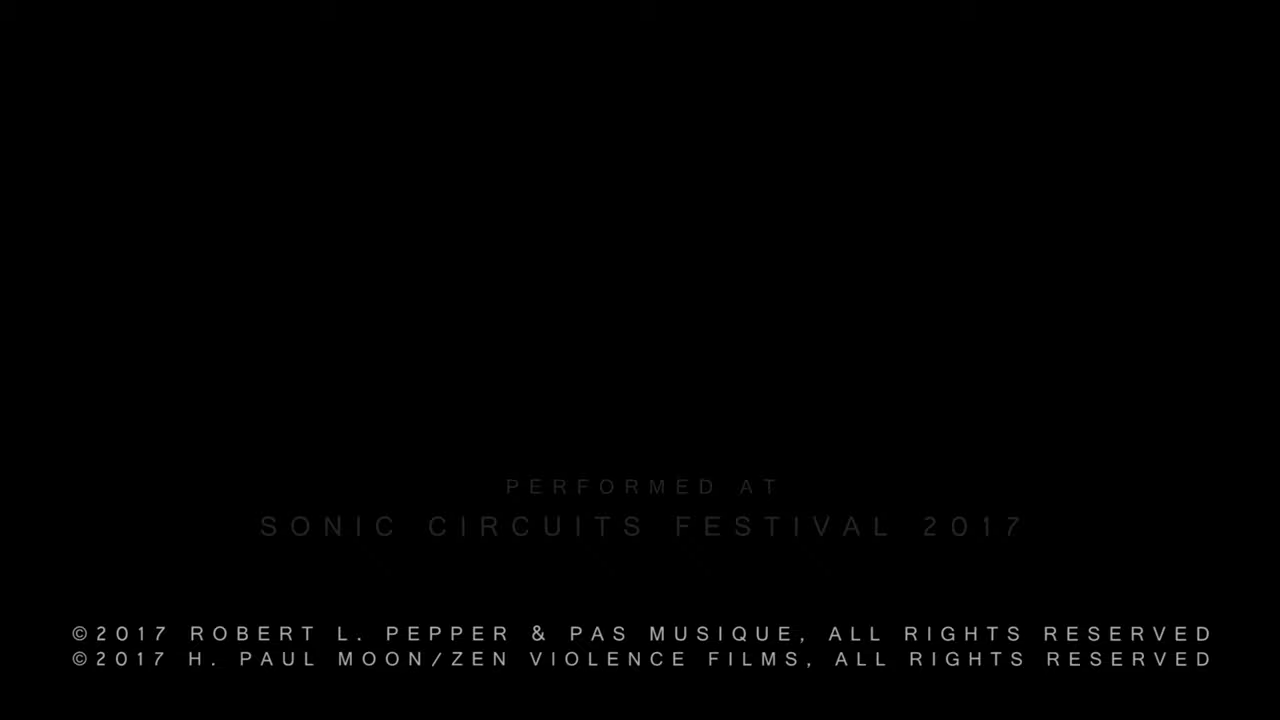 PERFORMED AT
SONIC CIRCUITS FESTIVAL 2017
©2017 ROBERT L. PEPPER & PAS MUSIQUE, ALL RIGHTS RESERVED
©2017 H. PAUL MOON/ZEN VIOLENCE FILMS, ALL RIGHTS RESERVED